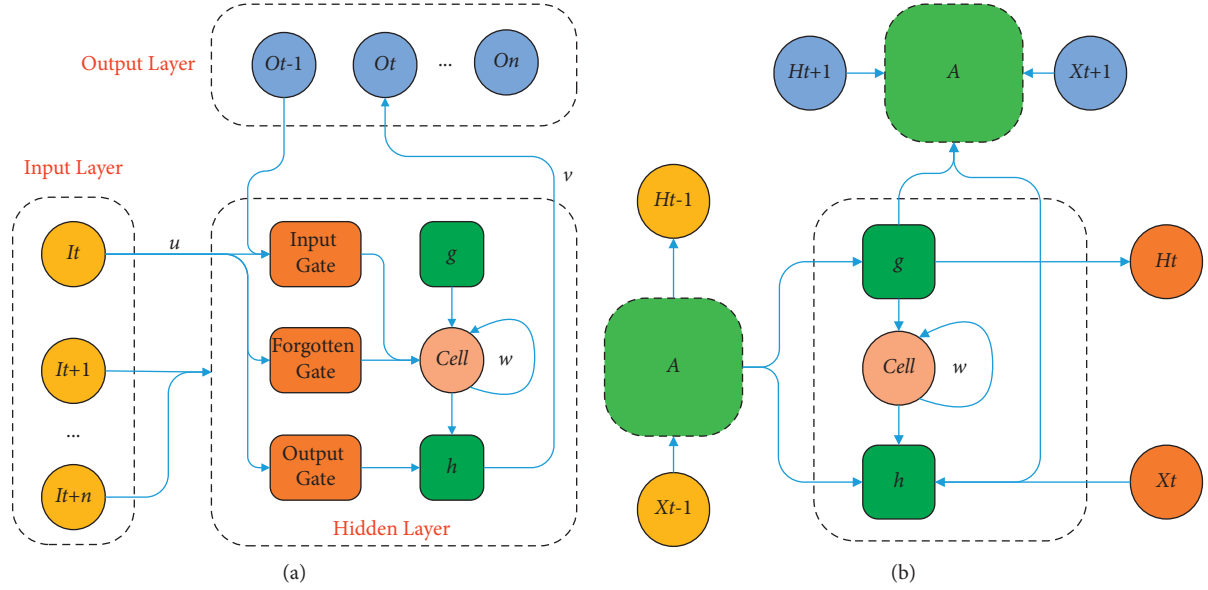 Output Layer
Ot-1
Ot
...
On
Input Layer
It
It+1
...
It+n
u
v
Input
Gate
Forgotten
Gate
Output
Gate
g
Cell
w
h
Hidden Layer
(a)
Ht+1
A
Xt+1
Ht-1
A
Xt-1
g
Cell
w
h
Ht
Xt
(b)